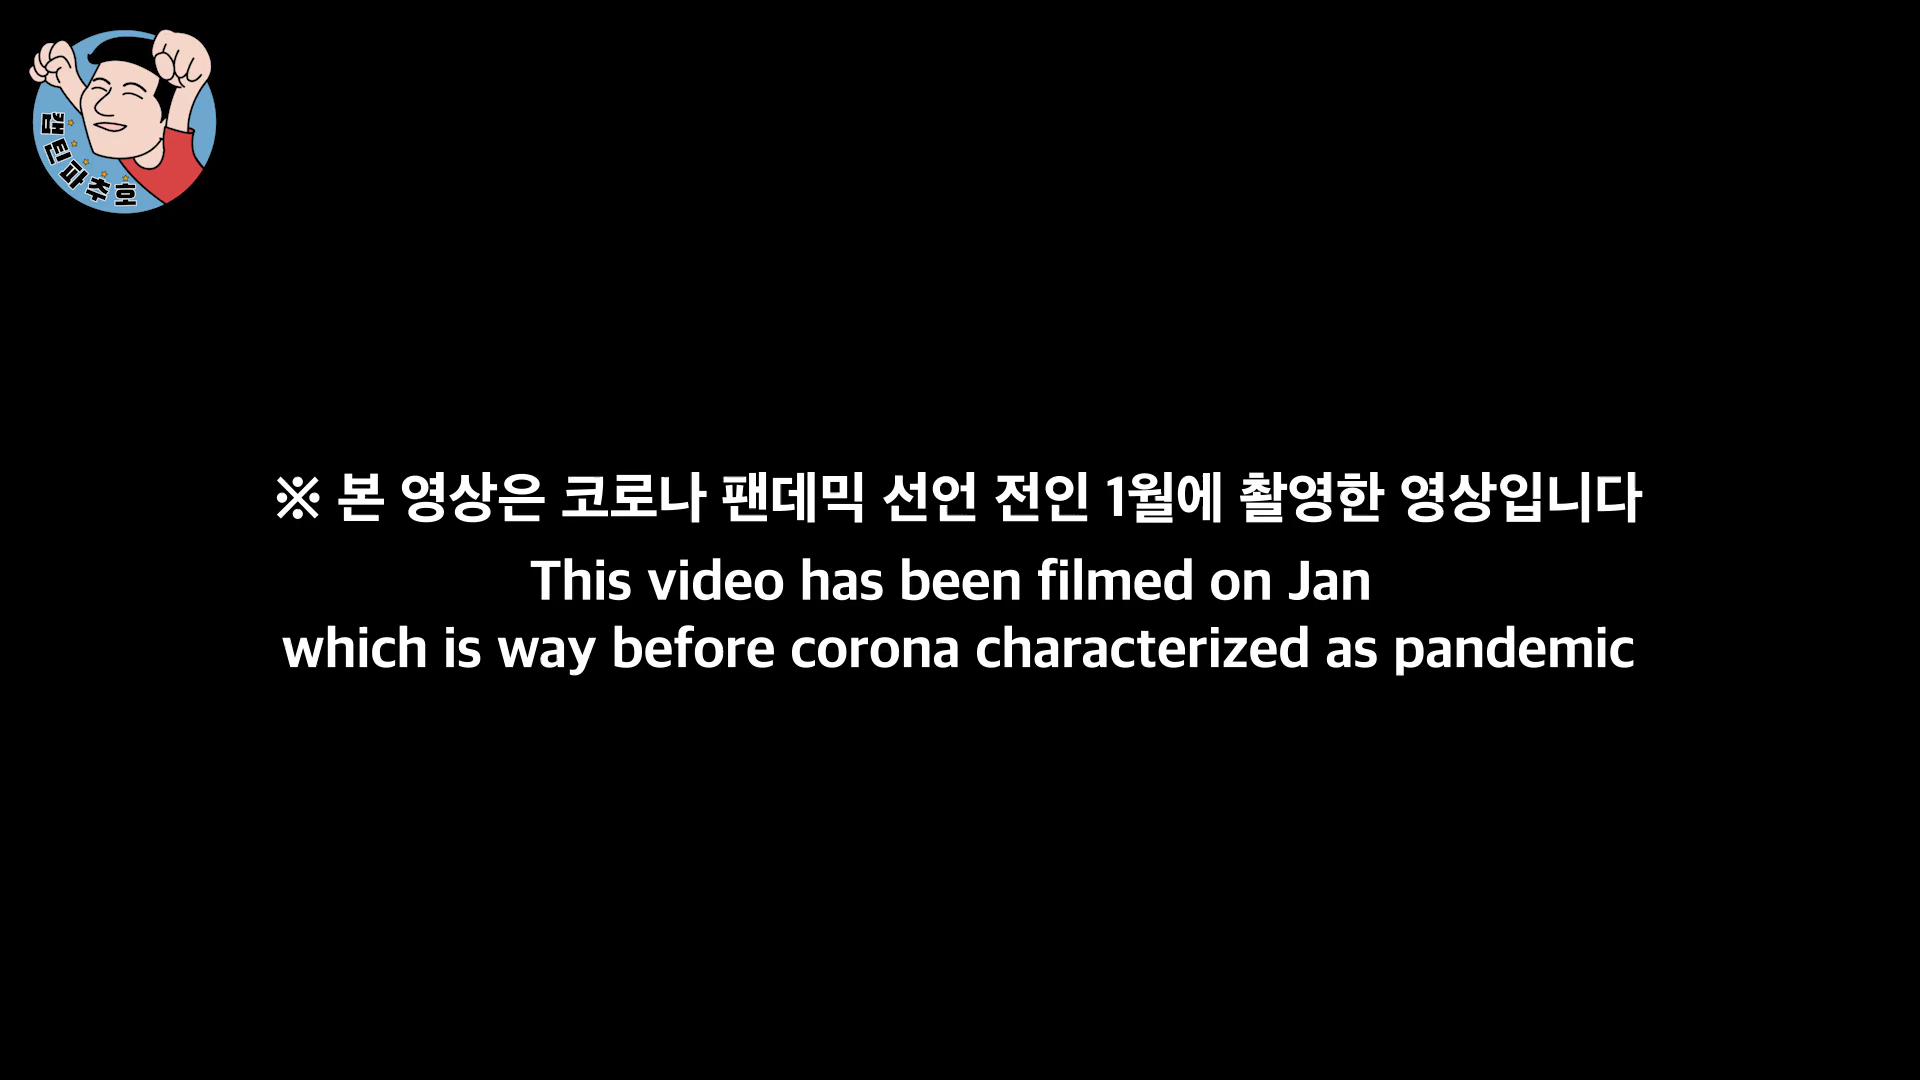 캡틴파추호
※ 본 영상은 코로나 팬데믹 선언 전인 1월에 촬영한 영상입니다
This video has been filmed on Jan
which is way before corona characterized as pandemic